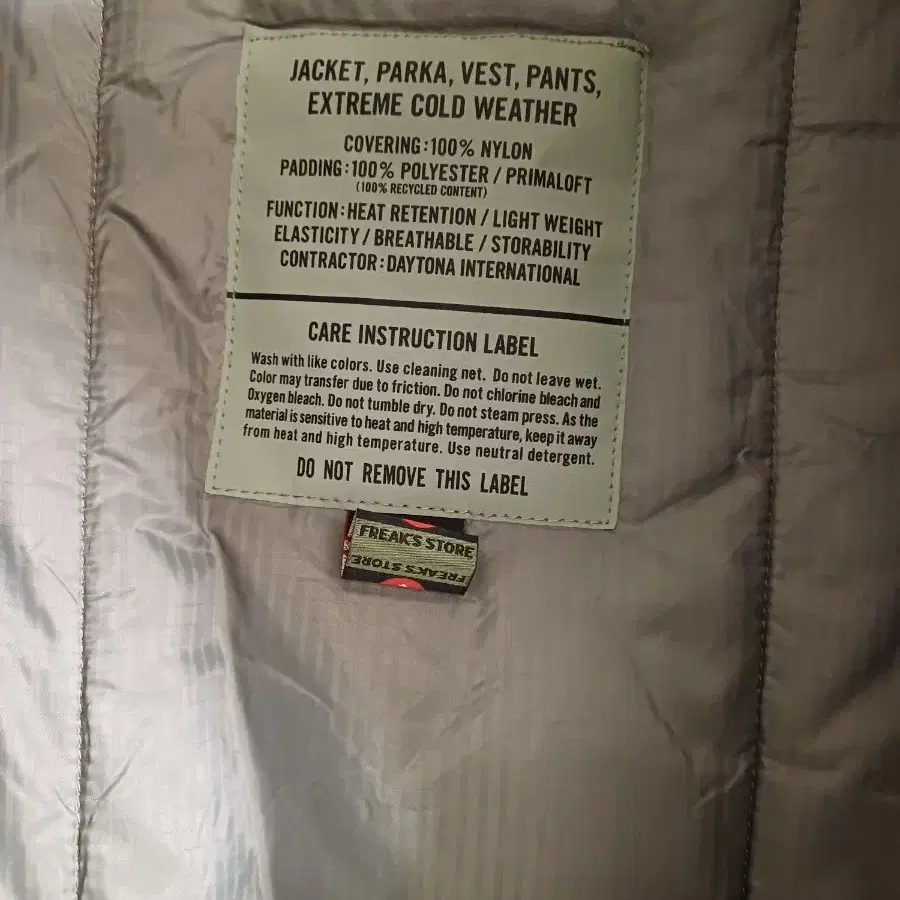 JACKET, PARKA, VEST, PANTS,
EXTREME COLD WEATHER
COVERING:100% NYLON
PADDING:100% POLYESTER / PRIMALOFT
(100% RECYCLED CONTENT)
FUNCTION:HEAT RETENTION / LIGHT WEIGHT
ELASTICITY / BREATHABLE / STORABILITY
CONTRACTOR:DAYTONA INTERNATIONAL
CARE INSTRUCTION LABEL
Wash with like colors. Use cleaning net. Do not leave wet.
Color may transfer due to friction. Do not chlorine bleach and
Oxygen bleach. Do not tumble dry. Do not steam press. As the
material is sensitive to heat and high temperature, keep it away
from heat and high temperature. Use neutral detergent.
DO NOT REMOVE THIS LABEL
FREAK'S STORE
FREAK'S STORE